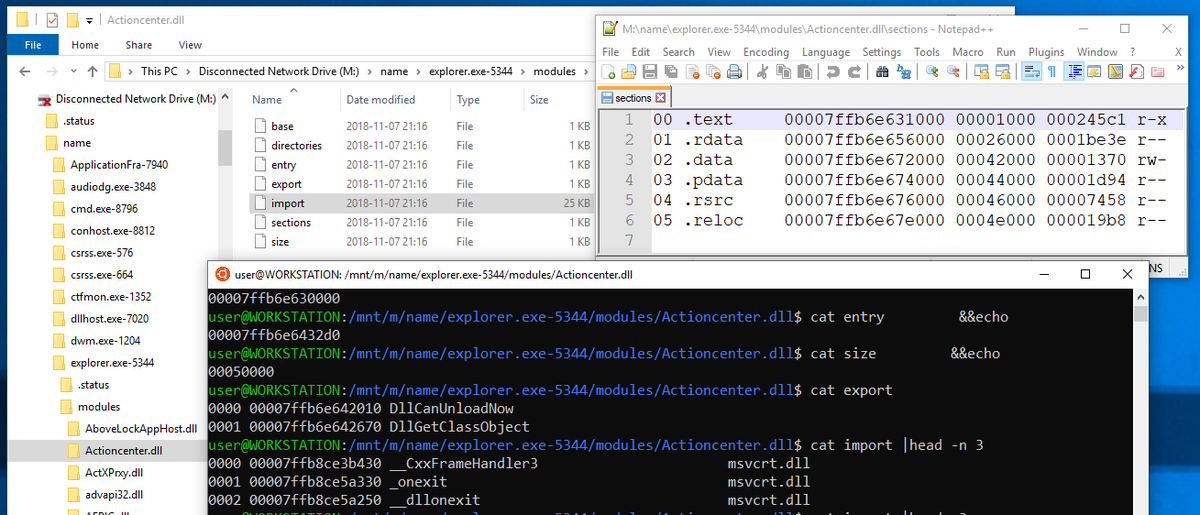 Actioncenter.dll
File Home Share View
This PC > Disconnected Network Drive (M:) > name > explorer.exe-5344 > modules >
Disconnected Network Drive (M:)
.status
name
ApplicationFra-7940
audiodg.exe-3848
cmd.exe-8796
conhost.exe-8812
csrss.exe-576
csrss.exe-664
ctfmon.exe-1352
dllhost.exe-7020
dwm.exe-1204
explorer.exe-5344
.status
modules
AboveLockAppHost.dll
Actioncenter.dll
ActXPrxy.dll
advapi32.dll
Name Date modified Type Size
base 2018-11-07 21:16 File 1 KB
directories 2018-11-07 21:16 File 1 KB
entry 2018-11-07 21:16 File 1 KB
export 2018-11-07 21:16 File 1 KB
import 2018-11-07 21:16 File 25 KB
sections 2018-11-07 21:16 File 1 KB
size 2018-11-07 21:16 File 1 KB
M:\name\explorer.exe-5344\modules\Actioncenter.dll\sections - Notepad++
File Edit Search View Encoding Language Settings Tools Macro Run Plugins Window ? X
sections
1 00 .text 00007ffb6e631000 00001000 000245c1 r-x
2 01 .rdata 00007ffb6e656000 00026000 0001be3e r--
3 02 .data 00007ffb6e672000 00042000 00001370 rw-
4 03 .pdata 00007ffb6e674000 00044000 00001d94 r--
5 04 .rsrc 00007ffb6e676000 00046000 00007458 r--
6 05 .reloc 00007ffb6e67e000 0004e000 000019b8 r--
7
NS
user@WORKSTATION: /mnt/m/name/explorer.exe-5344/modules/Actioncenter.dll
00007ffb6e630000
user@WORKSTATION:/mnt/m/name/explorer.exe-5344/modules/Actioncenter.dll$ cat entry &&echo
00007ffb6e6432d0
user@WORKSTATION:/mnt/m/name/explorer.exe-5344/modules/Actioncenter.dll$ cat size &&echo
00050000
user@WORKSTATION:/mnt/m/name/explorer.exe-5344/modules/Actioncenter.dll$ cat export
0000 00007ffb6e642010 DllCanUnloadNow
0001 00007ffb6e642670 DllGetClassObject
user@WORKSTATION:/mnt/m/name/explorer.exe-5344/modules/Actioncenter.dll$ cat import |head -n 3
0000 00007ffb8ce3b430 __CxxFrameHandler3 msvcrt.dll
0001 00007ffb8ce5a330 _onexit msvcrt.dll
0002 00007ffb8ce5a250 __dllonexit msvcrt.dll